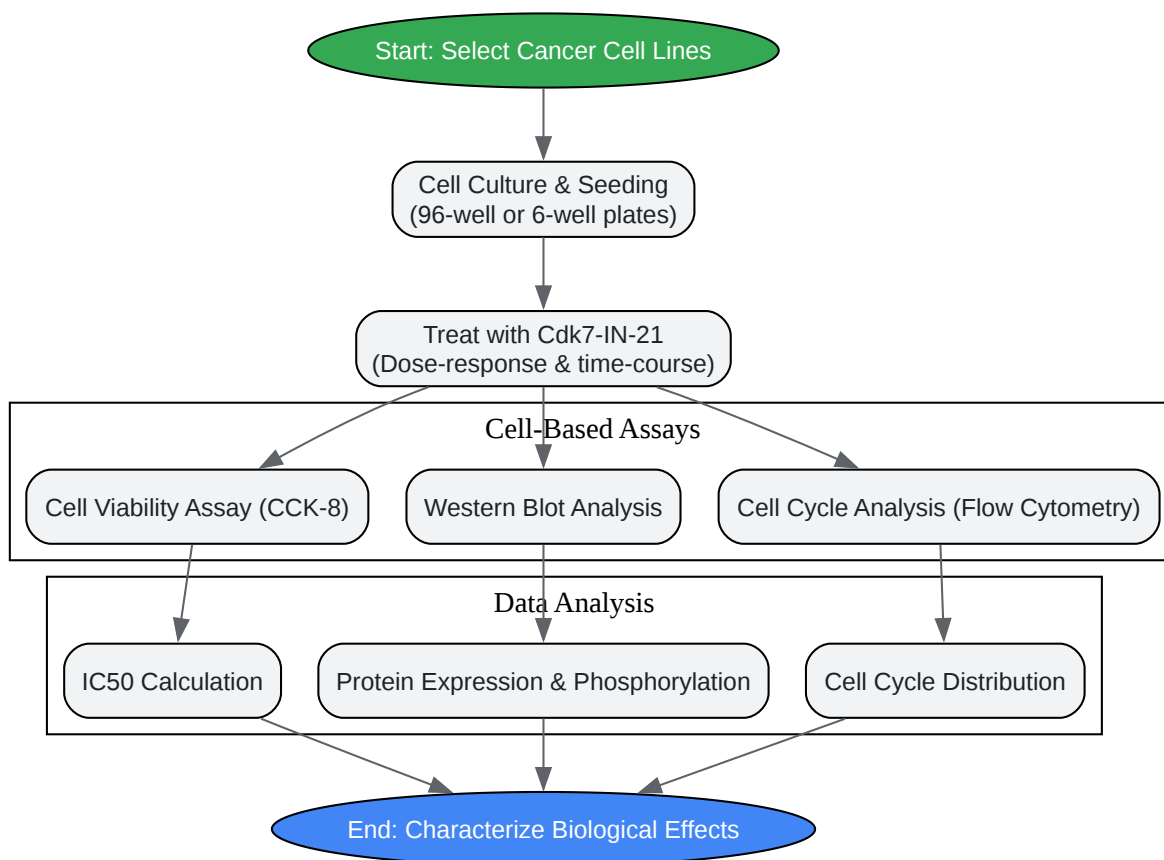 Start: Select Cancer Cell Lines
Cell Culture & Seeding
(96-well or 6-well plates)
Treat with Cdk7-IN-21
(Dose-response & time-course)
Cell-Based Assays
Cell Viability Assay (CCK-8)
Western Blot Analysis
Cell Cycle Analysis (Flow Cytometry)
Data Analysis
IC50 Calculation
Protein Expression & Phosphorylation
Cell Cycle Distribution
End: Characterize Biological Effects